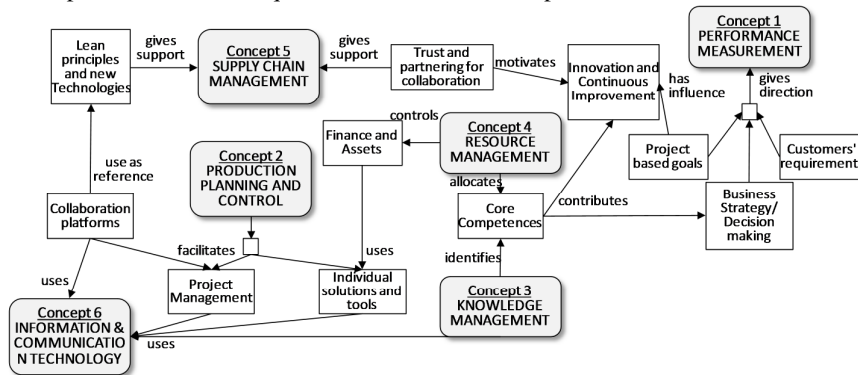 Lean
principles
and new
Technologies
gives
support
Concept 5
SUPPLY CHAIN
MANAGEMENT
gives
support
Trust and
partnering for
collaboration
motivates
Innovation and
Continuous
Improvement
Concept 1
PERFORMANCE
MEASUREMENT
has
influence
gives
direction
controls
Finance and
Assets
Concept 4
RESOURCE
MANAGEMENT
Project
based goals
Customers'
requirement
use as
reference
Concept 2
PRODUCTION
PLANNING AND
CONTROL
allocates
Core
Competences
contributes
Business
Strategy/
Decision
making
Collaboration
platforms
facilitates
uses
identifies
uses
Project
Management
Individual
solutions and
tools
Concept 3
KNOWLEDGE
MANAGEMENT
Concept 6
INFORMATION &
COMMUNICATIO
N TECHNOLOGY
uses